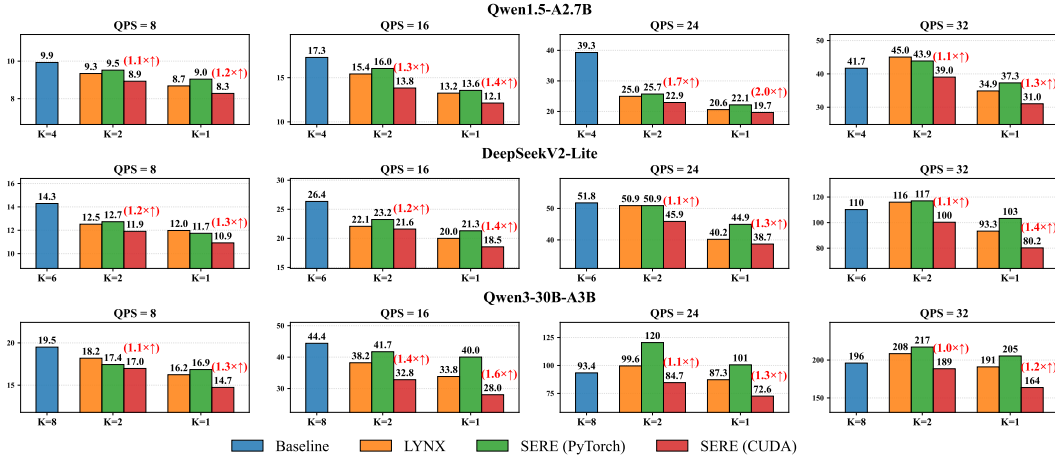 Qwen1.5-A2.7B
QPS = 8
QPS = 16
QPS = 24
QPS = 32
10
8
9.9
9.3
9.5
8.9
(1.1×↑)
8.7
9.0
8.3
(1.2×↑)
K=4
K=2
K=1
15
10
17.3
15.4
16.0
13.8
(1.3×↑)
13.2
13.6
12.1
(1.4×↑)
K=4
K=2
K=1
40
30
20
39.3
25.0
25.7
22.9
(1.7×↑)
20.6
22.1
19.7
(2.0×↑)
K=4
K=2
K=1
50
40
30
41.7
45.0
43.9
39.0
(1.1×↑)
34.9
37.3
31.0
(1.3×↑)
K=4
K=2
K=1
DeepSeekV2-Lite
QPS = 8
QPS = 16
QPS = 24
QPS = 32
16
14
12
10
14.3
12.5
12.7
11.9
(1.2×↑)
12.0
11.7
10.9
(1.3×↑)
K=6
K=2
K=1
30
25
20
15
26.4
22.1
23.2
21.6
(1.2×↑)
20.0
21.3
18.5
(1.4×↑)
K=6
K=2
K=1
50
40
51.8
50.9
50.9
45.9
(1.1×↑)
40.2
44.9
38.7
(1.3×↑)
K=6
K=2
K=1
120
100
80
110
116
117
100
(1.1×↑)
93.3
103
80.2
(1.4×↑)
K=6
K=2
K=1
Qwen3-30B-A3B
QPS = 8
QPS = 16
QPS = 24
QPS = 32
20
15
19.5
18.2
17.4
17.0
(1.1×↑)
16.2
16.9
14.7
(1.3×↑)
K=8
K=2
K=1
50
40
30
44.4
38.2
41.7
32.8
(1.4×↑)
33.8
40.0
28.0
(1.6×↑)
K=8
K=2
K=1
125
100
75
93.4
99.6
120
84.7
(1.1×↑)
87.3
101
72.6
(1.3×↑)
K=8
K=2
K=1
200
150
196
208
217
189
(1.0×↑)
191
205
164
(1.2×↑)
K=8
K=2
K=1
Baseline
LYNX
SERE (PyTorch)
SERE (CUDA)